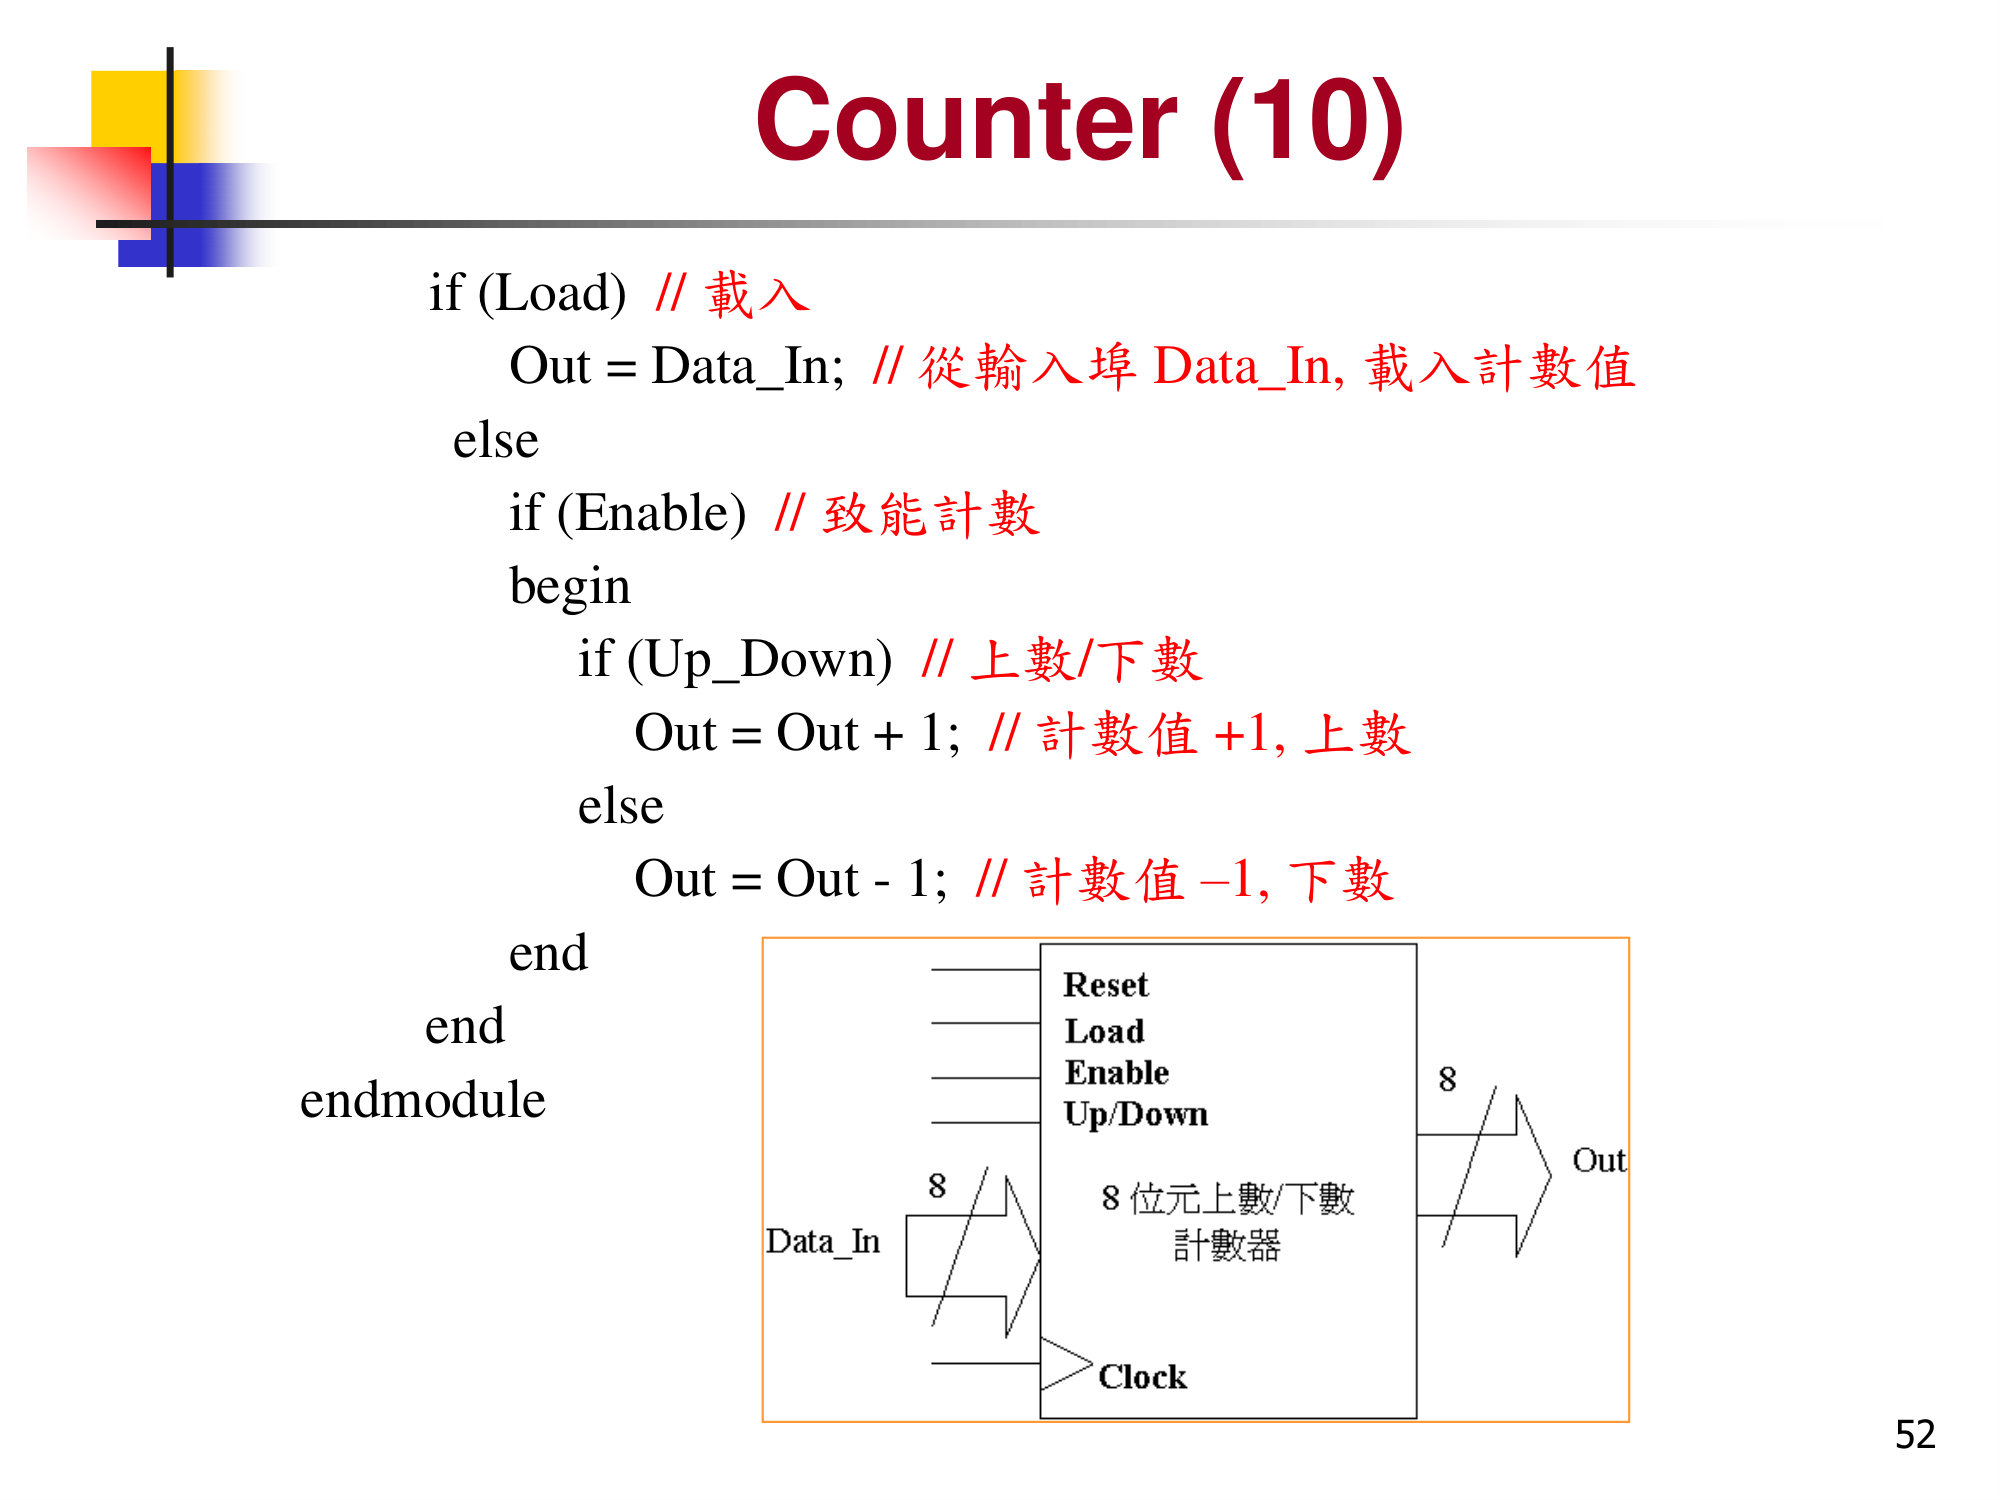 Counter (10)
if (Load) // 載入
Out = Data_In; // 從輸入埠 Data_In, 載入計數值
else
if (Enable) // 致能計數
begin
if (Up_Down) // 上數/下數
Out = Out + 1; // 計數值 +1, 上數
else
Out = Out - 1; // 計數值 –1, 下數
end
end
endmodule
Reset
Load
Enable
Up/Down
8
8
Data_In
8 位元上數/下數
計數器
Out
Clock
52